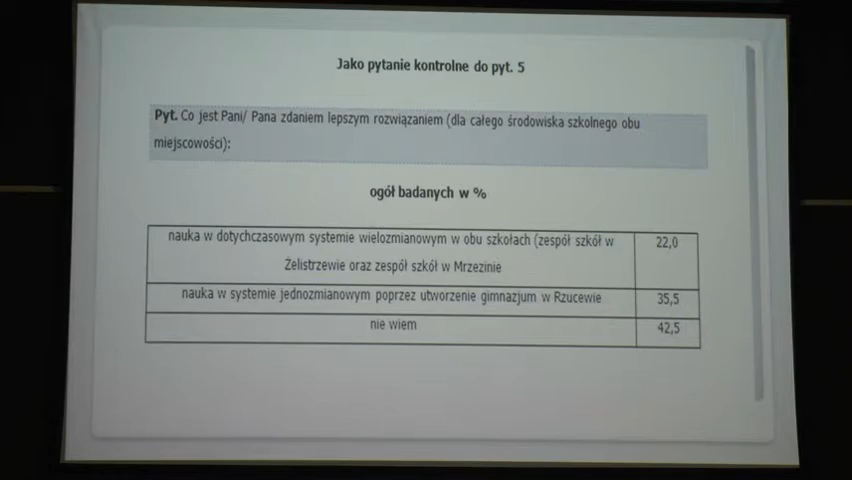 Jako pytanie kontrolne do pyt. 5
Pyt. Co jest Pani/ Pana zdaniem lepszym rozwiązaniem (dla całego środowiska szkolnego obu
miejscowości):
ogół badanych w %
nauka w dotychczasowym systemie wielozmianowym w obu szkołach (zespół szkół w
Żelistrzewie oraz zespół szkół w Mrzezinie
22,0
nauka w systemie jednozmianowym poprzez utworzenie gimnazjum w Rzucewie
35,5
nie wiem
42,5